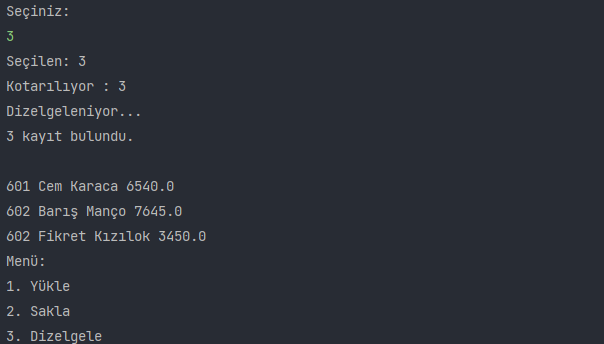 Seçiniz:
3
Seçilen: 3
Kotarılıyor : 3
Dizelgeleniyor...
3 kayıt bulundu.
601 Cem Karaca 6540.0
602 Barış Manço 7645.0
602 Fikret Kızılok 3450.0
Menü:
1. Yükle
2. Sakla
3. Dizelgele